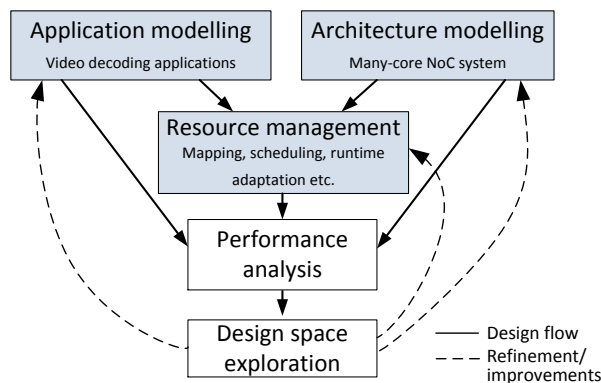 Application modelling
Video decoding applications
Architecture modelling
Many-core NoC system
Resource management
Mapping, scheduling, runtime
adaptation etc.
Performance
analysis
Design space
exploration
Design flow
Refinement/
improvements